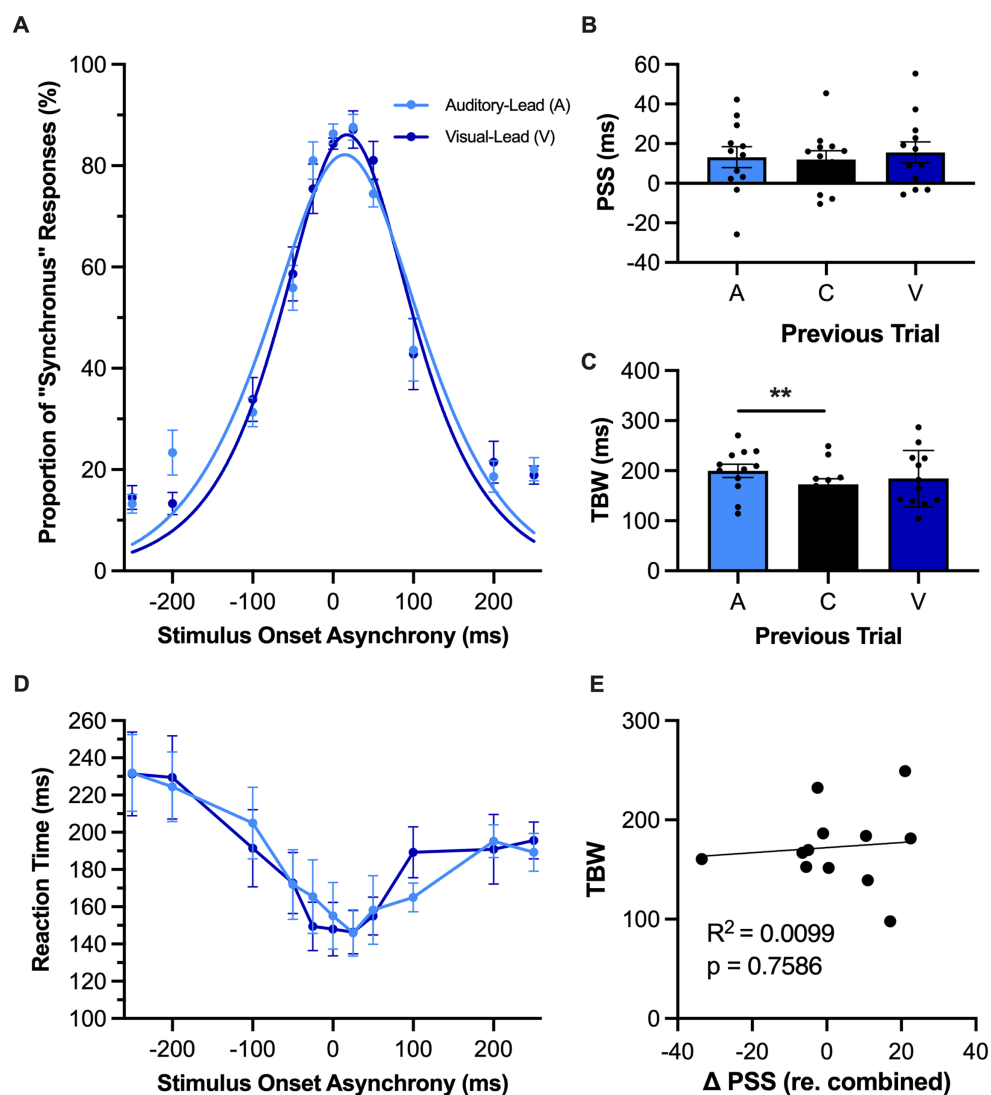 A
100
80
60
40
20
0
Proportion of "Synchronus" Responses (%)
Auditory-Lead (A)
Visual-Lead (V)
-200 -100 0 100 200
Stimulus Onset Asynchrony (ms)
B
60
40
20
0
-20
-40
PSS (ms)
A C V
Previous Trial
C
400
300
200
100
0
TBW (ms)
**
A C V
Previous Trial
D
260
240
220
200
180
160
140
120
100
Reaction Time (ms)
-200 -100 0 100 200
Stimulus Onset Asynchrony (ms)
E
300
200
100
0
TBW
R² = 0.0099
p = 0.7586
-40 -20 0 20 40
Δ PSS (re. combined)